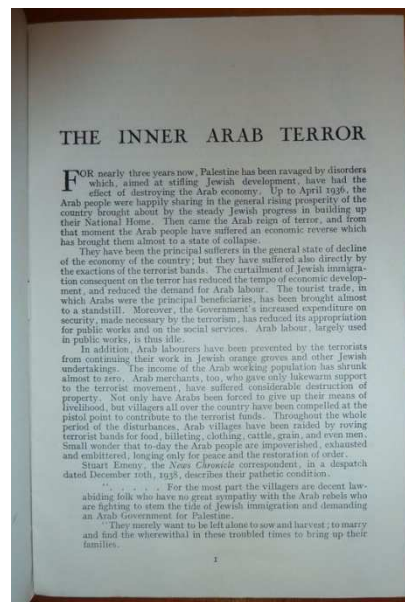 THE INNER ARAB TERROR
FOR nearly three years now, Palestine has been ravaged by disorders
which, aimed at stifling Jewish development, have had the
effect of destroying the Arab economy. Up to April 1936, the
Arab people were happily sharing in the general rising prosperity of the
country brought about by the steady Jewish progress in building up
their National Home. Then came the Arab reign of terror, and from
that moment the Arab people have suffered an economic reverse which
has brought them almost to a state of collapse.
They have been the principal sufferers in the general state of decline
of the economy of the country; but they have suffered also directly by
the exactions of the terrorist bands. The curtailment of Jewish immigra-
tion consequent on the terror has reduced the tempo of economic develop-
ment, and reduced the demand for Arab labour. The tourist trade, in
which Arabs were the principal beneficiaries, has been brought almost
to a standstill. Moreover, the Government's increased expenditure on
security, made necessary by the terrorism, has reduced its appropriation
for public works and on the social services. Arab labour, largely used
in public works, is thus idle.
In addition, Arab labourers have been prevented by the terrorists
from continuing their work in Jewish orange groves and other Jewish
undertakings. The income of the Arab working population has shrunk
almost to zero. Arab merchants, too, who gave only lukewarm support
to the terrorist movement, have suffered considerable destruction of
property. Not only have Arabs been forced to give up their means of
livelihood, but villagers all over the country have been compelled at the
pistol point to contribute to the terrorist funds. Throughout the whole
period of the disturbances, Arab villages have been raided by roving
terrorist bands for food, billeting, clothing, cattle, grain, and even men.
Small wonder that to-day the Arab people are impoverished, exhausted
and embittered, longing only for peace and the restoration of order.
Stuart Emeny, the News Chronicle correspondent, in a despatch
dated December 10th, 1938, describes their pathetic condition.
". . . . . For the most part the villagers are decent law-
abiding folk who have no great sympathy with the Arab rebels who
are fighting to stem the tide of Jewish immigration and demanding
an Arab Government for Palestine.
"They merely want to be left alone to sow and harvest; to marry
and find the wherewithal in these troubled times to bring up their
families.
1